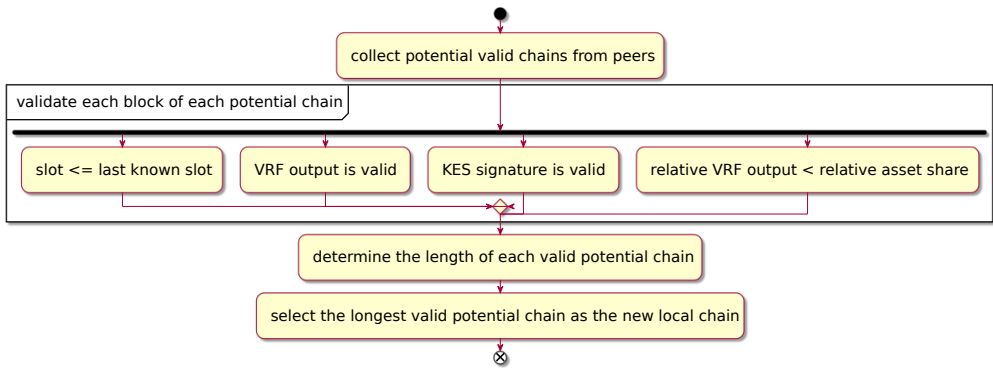 collect potential valid chains from peers
validate each block of each potential chain
slot <= last known slot
VRF output is valid
KES signature is valid
relative VRF output < relative asset share
determine the length of each valid potential chain
select the longest valid potential chain as the new local chain